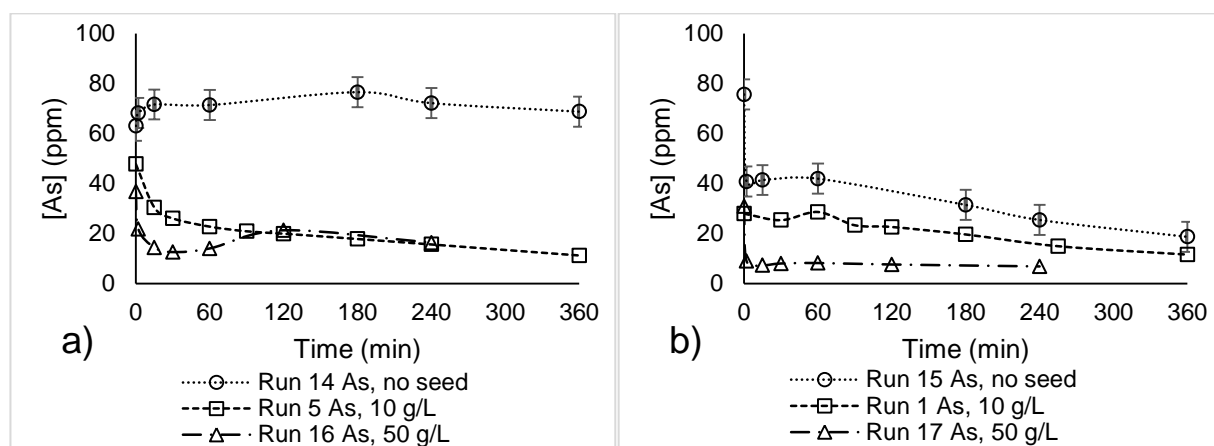 100
80
60
40
20
0
[As] (ppm)
0 60 120 180 240 300 360
Time (min)
a)
Run 14 As, no seed
Run 5 As, 10 g/L
Run 16 As, 50 g/L
100
80
60
40
20
0
[As] (ppm)
0 60 120 180 240 300 360
Time (min)
b)
Run 15 As, no seed
Run 1 As, 10 g/L
Run 17 As, 50 g/L